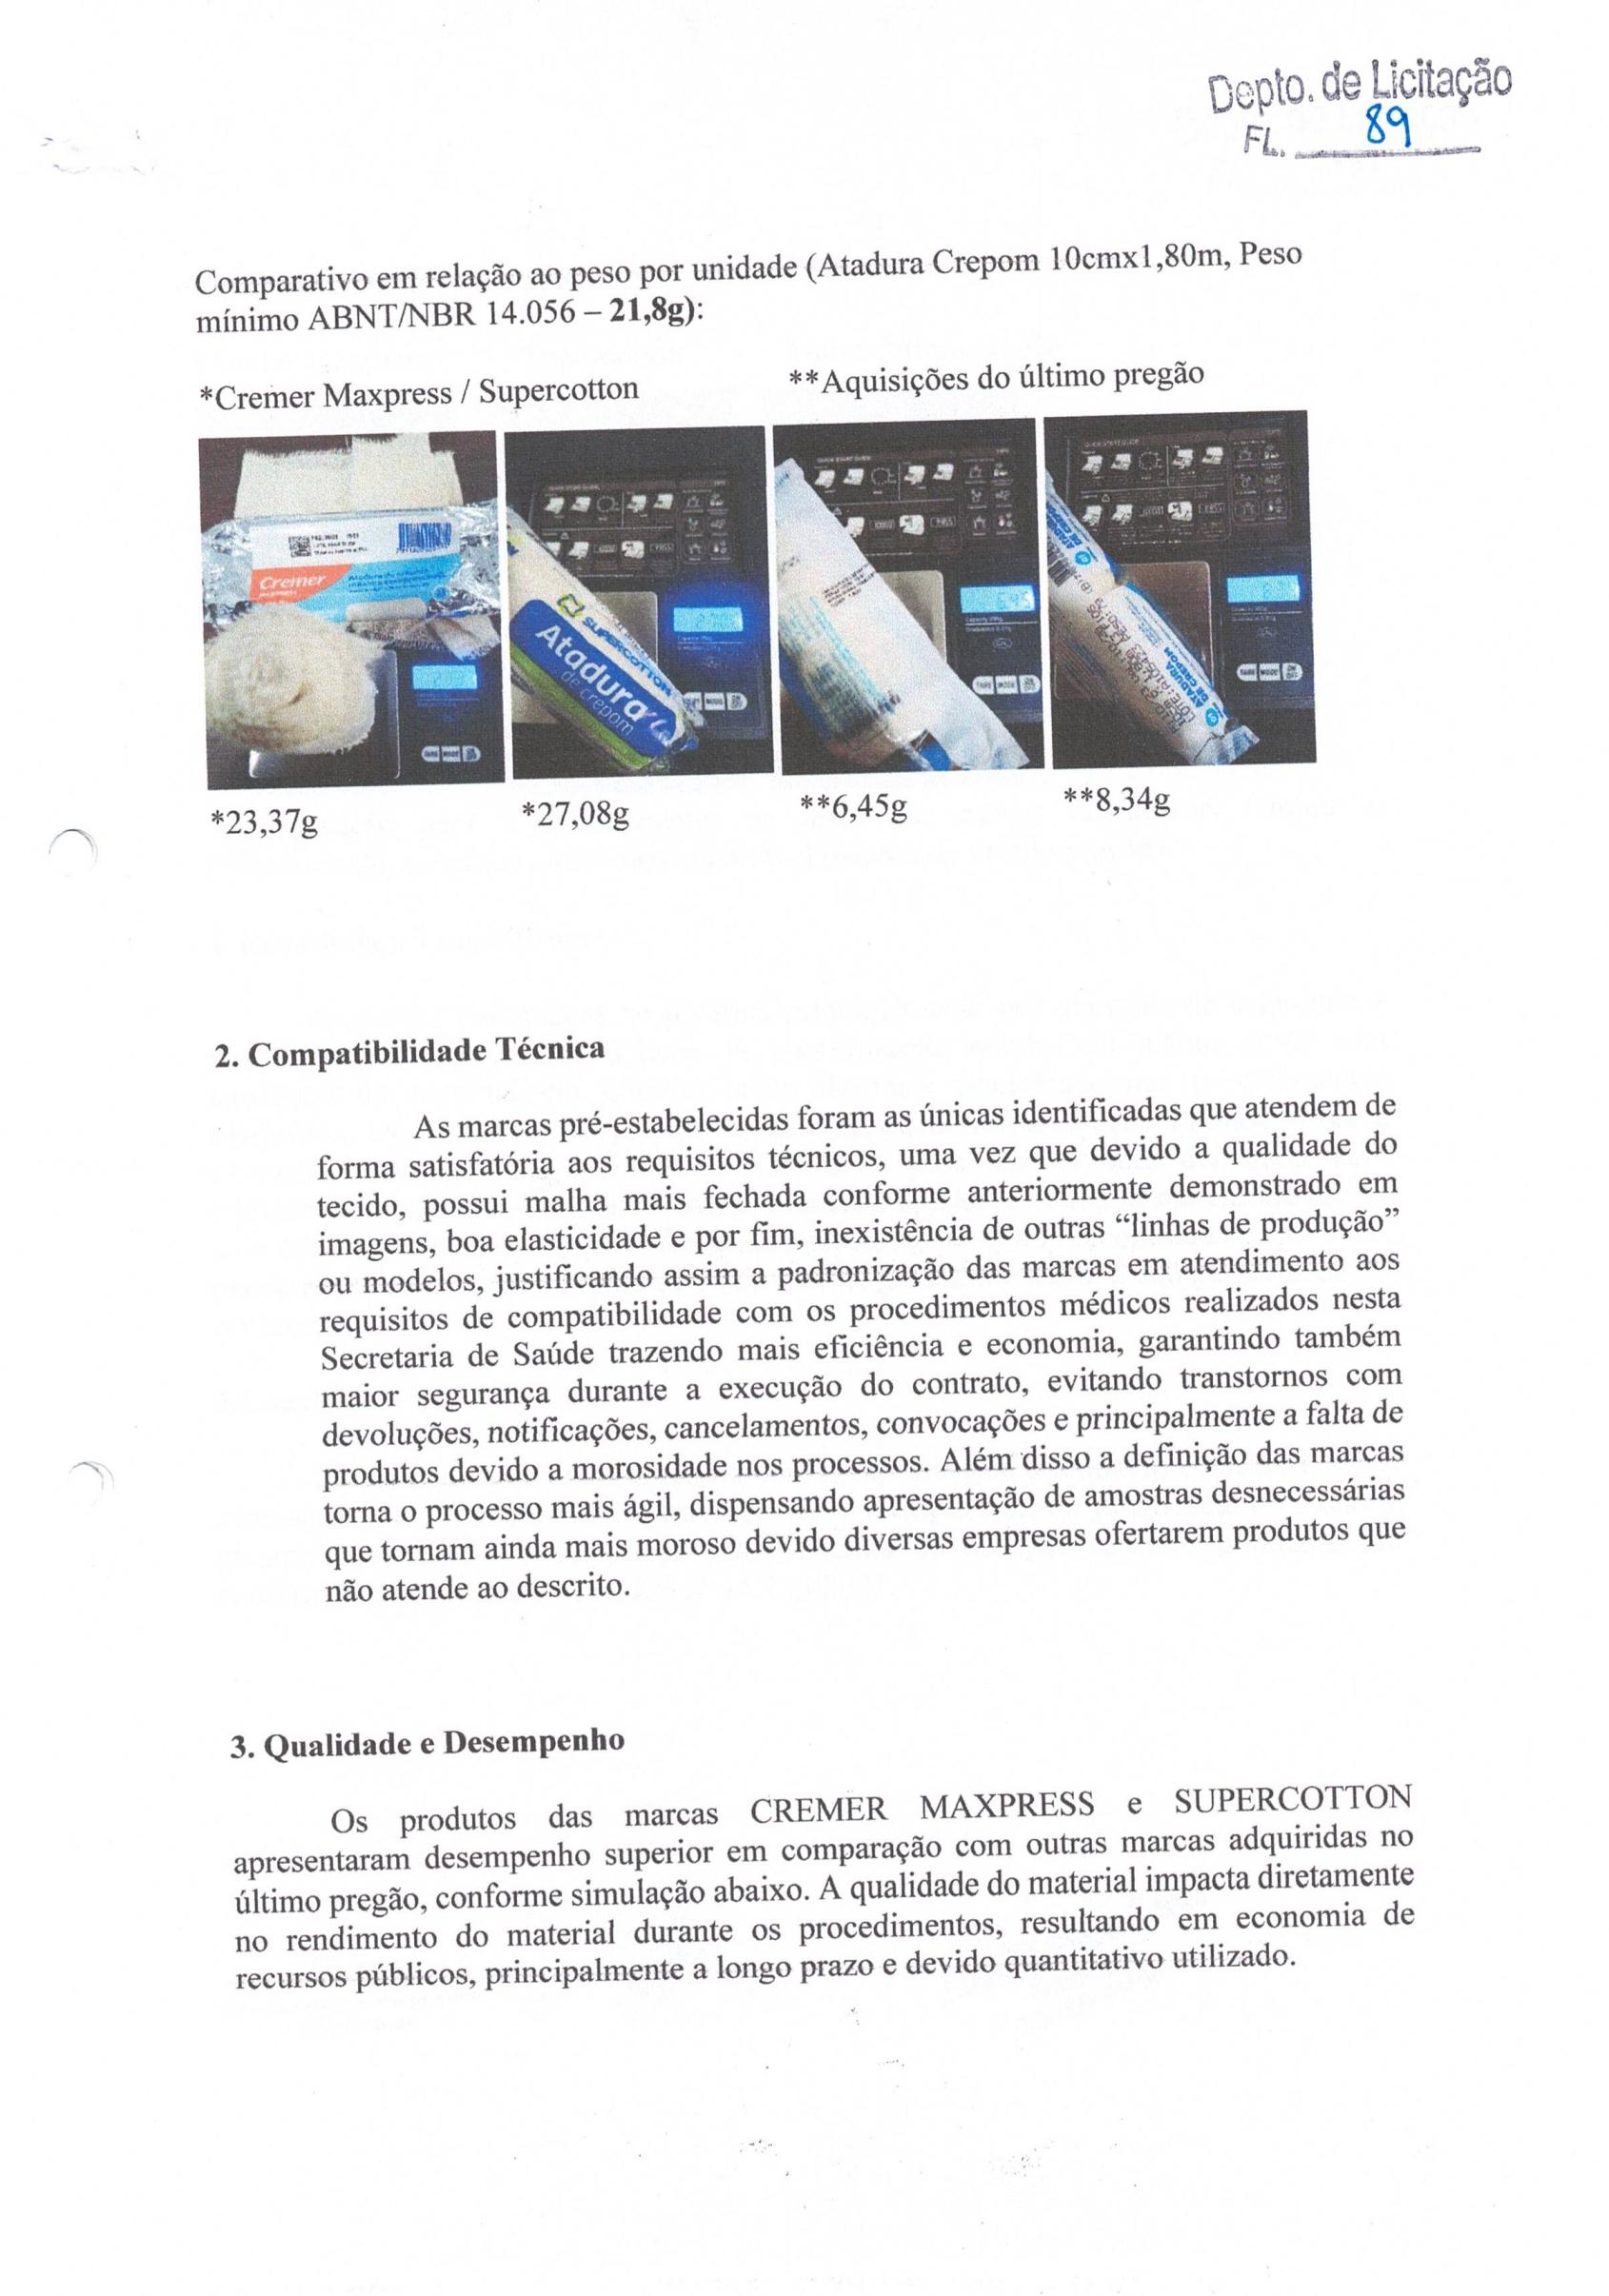 Depto. de Licitação
FL. 89
Comparativo em relação ao peso por unidade (Atadura Crepom 10cmx1,80m, Peso
mínimo ABNT/NBR 14.056 – 21,8g):
*Cremer Maxpress / Supercotton
**Aquisições do último pregão
Cremer
SUPERCOTTON
Atadura
de crepom
ATADURA
DE CREPOM
*23,37g
*27,08g
**6,45g
**8,34g
2. Compatibilidade Técnica
As marcas pré-estabelecidas foram as únicas identificadas que atendem de
forma satisfatória aos requisitos técnicos, uma vez que devido a qualidade do
tecido, possui malha mais fechada conforme anteriormente demonstrado em
imagens, boa elasticidade e por fim, inexistência de outras “linhas de produção”
ou modelos, justificando assim a padronização das marcas em atendimento aos
requisitos de compatibilidade com os procedimentos médicos realizados nesta
Secretaria de Saúde trazendo mais eficiência e economia, garantindo também
maior segurança durante a execução do contrato, evitando transtornos com
devoluções, notificações, cancelamentos, convocações e principalmente a falta de
produtos devido a morosidade nos processos. Além disso a definição das marcas
torna o processo mais ágil, dispensando apresentação de amostras desnecessárias
que tornam ainda mais moroso devido diversas empresas ofertarem produtos que
não atende ao descrito.
3. Qualidade e Desempenho
Os produtos das marcas CREMER MAXPRESS e SUPERCOTTON
apresentaram desempenho superior em comparação com outras marcas adquiridas no
último pregão, conforme simulação abaixo. A qualidade do material impacta diretamente
no rendimento do material durante os procedimentos, resultando em economia de
recursos públicos, principalmente a longo prazo e devido quantitativo utilizado.